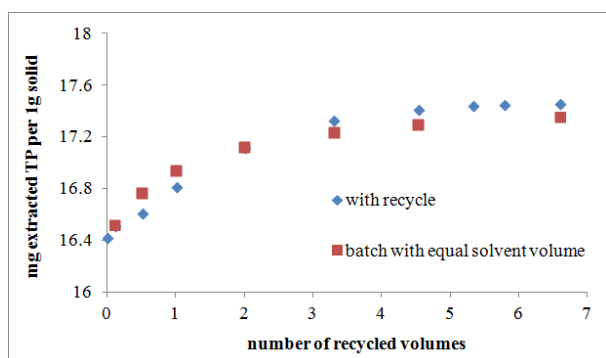 mg extracted TP per 1g solid
18
17.6
17.2
16.8
16.4
16
with recycle
batch with equal solvent volume
0 1 2 3 4 5 6 7
number of recycled volumes